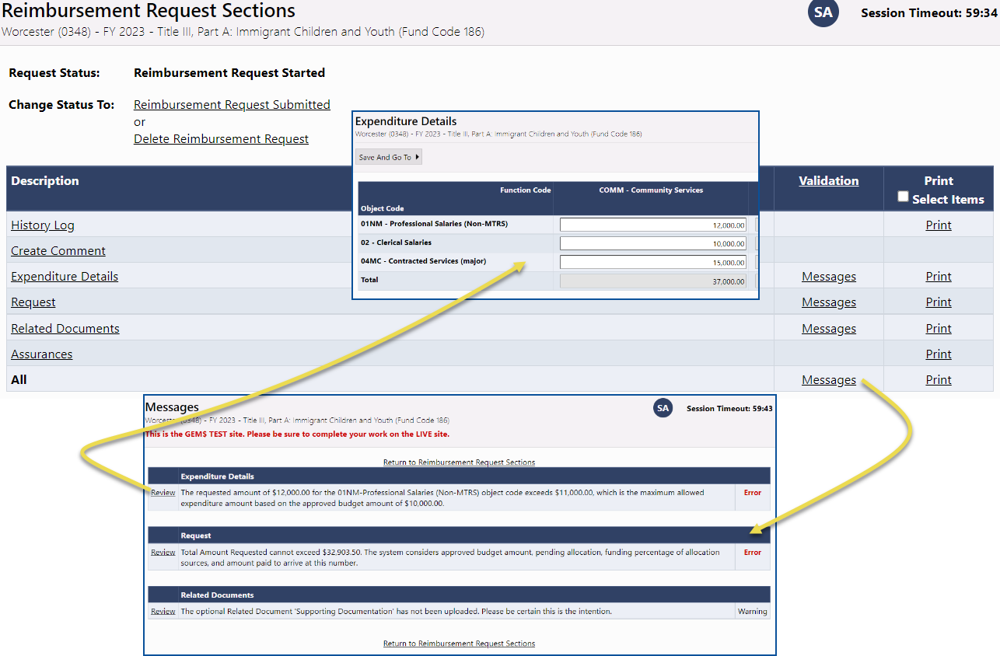 Reimbursement Request Sections
SA
Session Timeout: 59:34
Worcester (0348) - FY 2023 - Title III, Part A: Immigrant Children and Youth (Fund Code 186)
Request Status: Reimbursement Request Started
Change Status To: Reimbursement Request Submitted
or
Delete Reimbursement Request
Description Validation Print
Select Items
History Log Print
Create Comment
Expenditure Details Messages Print
Request Messages Print
Related Documents Messages Print
Assurances Print
All Messages Print
Expenditure Details
Worcester (0348) - FY 2023 - Title III, Part A: Immigrant Children and Youth (Fund Code 186)
Save And Go To
Function Code COMM - Community Services
Object Code
01NM - Professional Salaries (Non-MTRS) 12,000.00
02 - Clerical Salaries 10,000.00
04MC - Contracted Services (major) 15,000.00
Total 37,000.00
Messages
SA
Session Timeout: 59:43
Worcester (0348) - FY 2023 - Title III, Part A: Immigrant Children and Youth (Fund Code 186)
This is the GEM$ TEST site. Please be sure to complete your work on the LIVE site.
Return to Reimbursement Request Sections
Expenditure Details
Review The requested amount of $12,000.00 for the 01NM-Professional Salaries (Non-MTRS) object code exceeds $11,000.00, which is the maximum allowed Error
expenditure amount based on the approved budget amount of $10,000.00.
Request
Review Total Amount Requested cannot exceed $32,903.50. The system considers approved budget amount, pending allocation, funding percentage of allocation Error
sources, and amount paid to arrive at this number.
Related Documents
Review The optional Related Document 'Supporting Documentation' has not been uploaded. Please be certain this is the intention. Warning
Return to Reimbursement Request Sections